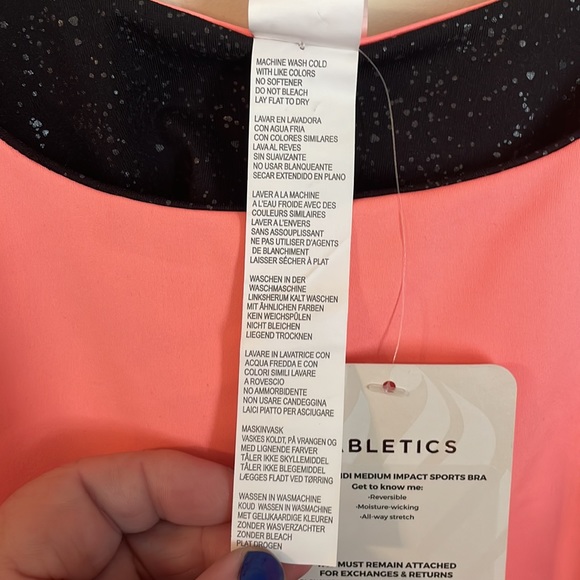 MACHINE WASH COLD
WITH LIKE COLORS
NO SOFTENER
DO NOT BLEACH
LAY FLAT TO DRY
LAVAR EN LAVADORA
CON AGUA FRIA
CON COLORES SIMILARES
LAVA AL REVES
SIN SUAVIZANTE
NO USAR BLANQUEANTE
SECAR EXTENDIDO EN PLANO
LAVER A LA MACHINE
A L'EAU FROIDE AVEC DES
COULEURS SIMILAIRES
LAVER A L'ENVERS
SANS ASSOUPLISSANT
NE PAS UTILISER D'AGENTS
DE BLANCHIMENT
LAISSER SÉCHER À PLAT
WASCHEN IN DER
WASCHMASCHINE
LINKSHERUM KALT WASCHEN
MIT ÄHNLICHEN FARBEN
KEIN WEICHSPÜLEN
NICHT BLEICHEN
LIEGEND TROCKNEN
LAVARE IN LAVATRICE CON
ACQUA FREDDA E CON
COLORI SIMILI LAVARE
A ROVESCIO
NO AMMORBIDENTE
NON USARE CANDEGGINA
LAICI PIATTO PER ASCIUGARE
MASKINVASK
VASKES KOLDT, PÅ VRANGEN OG
MED LIGNENDE FARVER
TÅLER IKKE SKYLLEMIDDEL
TÅLER IKKE BLEGEMIDDEL
LÆGGES FLADT VED TØRRING
WASSEN IN WASMACHINE
KOUD WASSEN IN WASMACHINE
MET GELIJKAARDIGE KLEUREN
ZONDER WASVERZACHTER
ZONDER BLEACH
PLAT DROGEN
ABLETICS
IDI MEDIUM IMPACT SPORTS BRA
Get to know me:
-Reversible
-Moisture-wicking
-All-way stretch
MUST REMAIN ATTACHED
FOR EXCHANGES & RETURNS